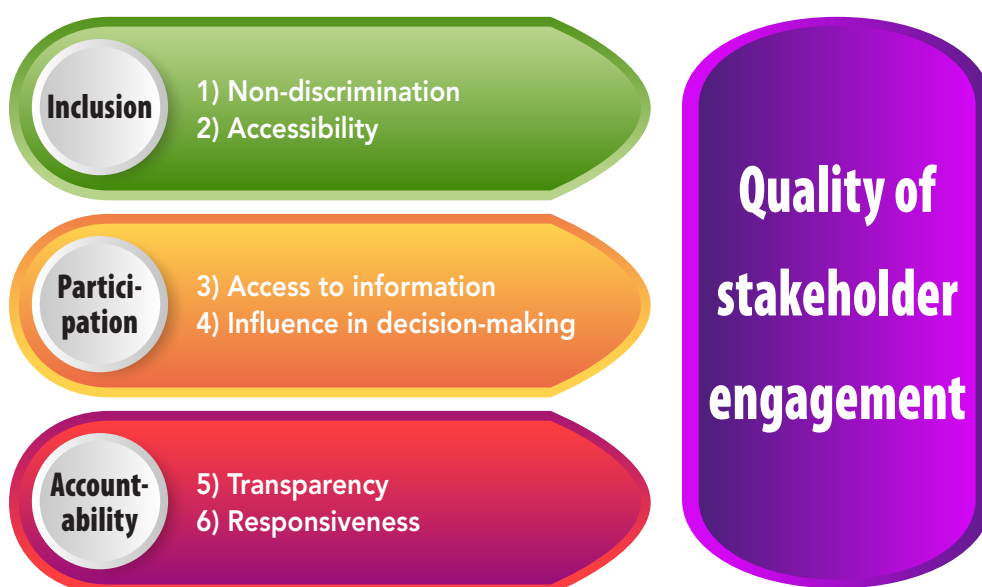 Inclusion
1) Non-discrimination
2) Accessibility
Partici-
pation
3) Access to information
4) Influence in decision-making
Account-
ability
5) Transparency
6) Responsiveness
Quality of
stakeholder
engagement